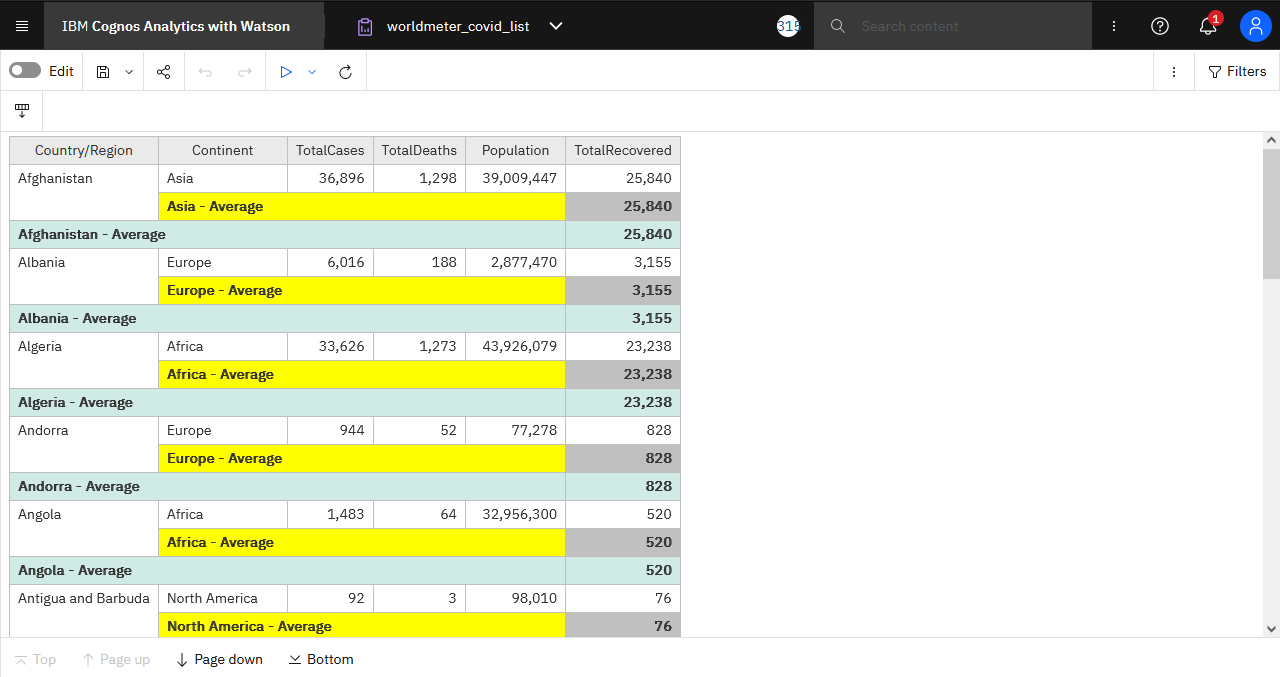 IBM Cognos Analytics with Watson worldmeter_covid_list 315 Search content 1
Edit Filters
Country/Region Continent TotalCases TotalDeaths Population TotalRecovered
Afghanistan Asia 36,896 1,298 39,009,447 25,840
Asia - Average 25,840
Afghanistan - Average 25,840
Albania Europe 6,016 188 2,877,470 3,155
Europe - Average 3,155
Albania - Average 3,155
Algeria Africa 33,626 1,273 43,926,079 23,238
Africa - Average 23,238
Algeria - Average 23,238
Andorra Europe 944 52 77,278 828
Europe - Average 828
Andorra - Average 828
Angola Africa 1,483 64 32,956,300 520
Africa - Average 520
Angola - Average 520
Antigua and Barbuda North America 92 3 98,010 76
North America - Average 76
Top Page up Page down Bottom